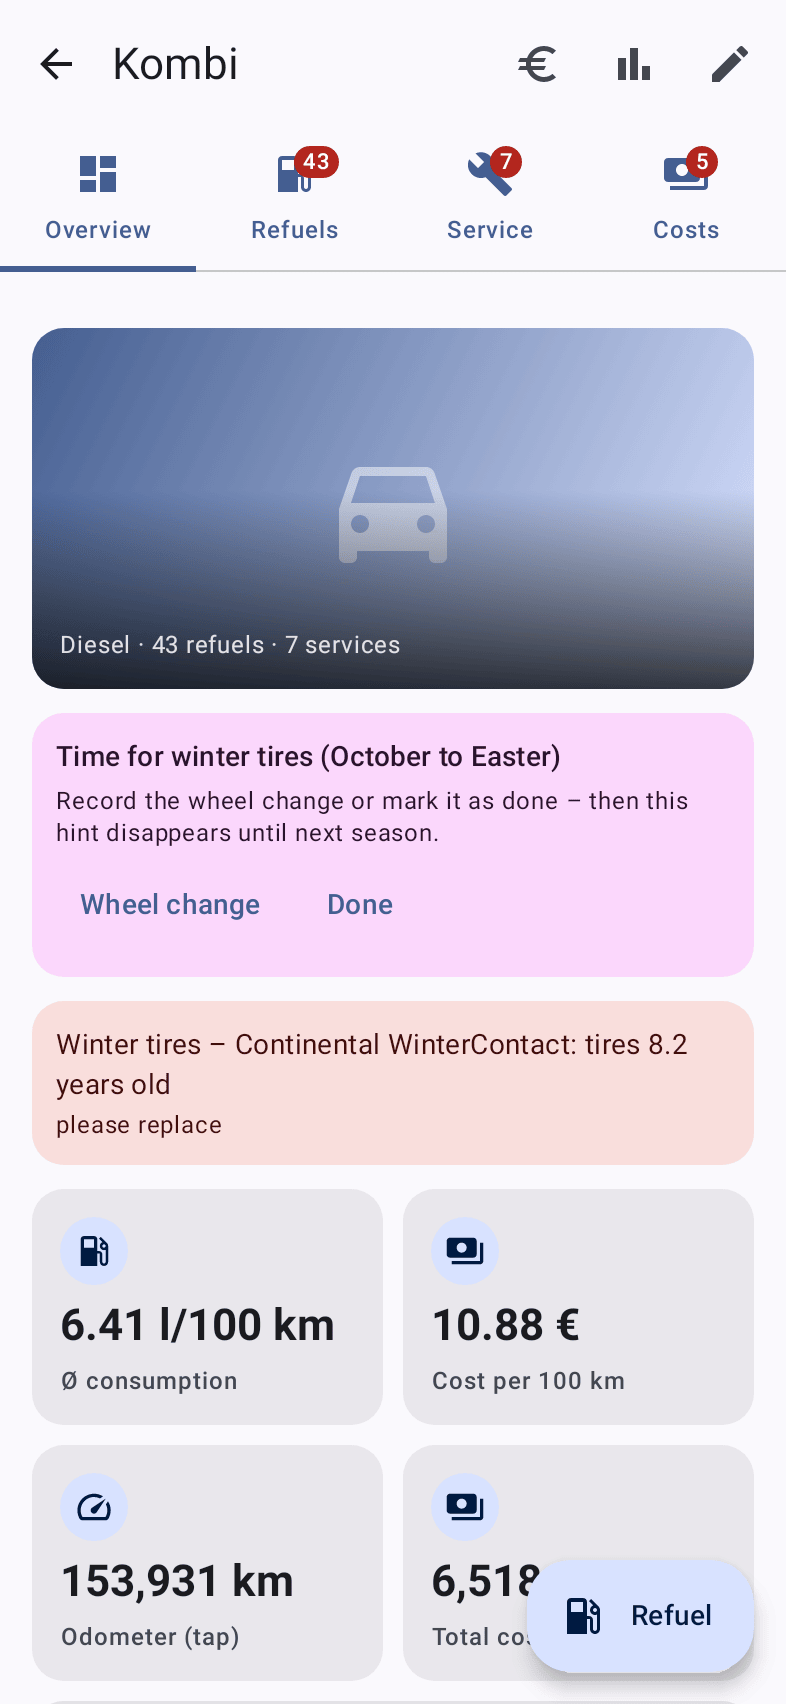 Kombi
43
7
5
Overview
Refuels
Service
Costs
Diesel · 43 refuels · 7 services
Time for winter tires (October to Easter)
Record the wheel change or mark it as done – then this
hint disappears until next season.
Wheel change
Done
Winter tires – Continental WinterContact: tires 8.2
years old
please replace
6.41 l/100 km
Ø consumption
10.88 €
Cost per 100 km
153,931 km
Odometer (tap)
6,518
Total
Refuel